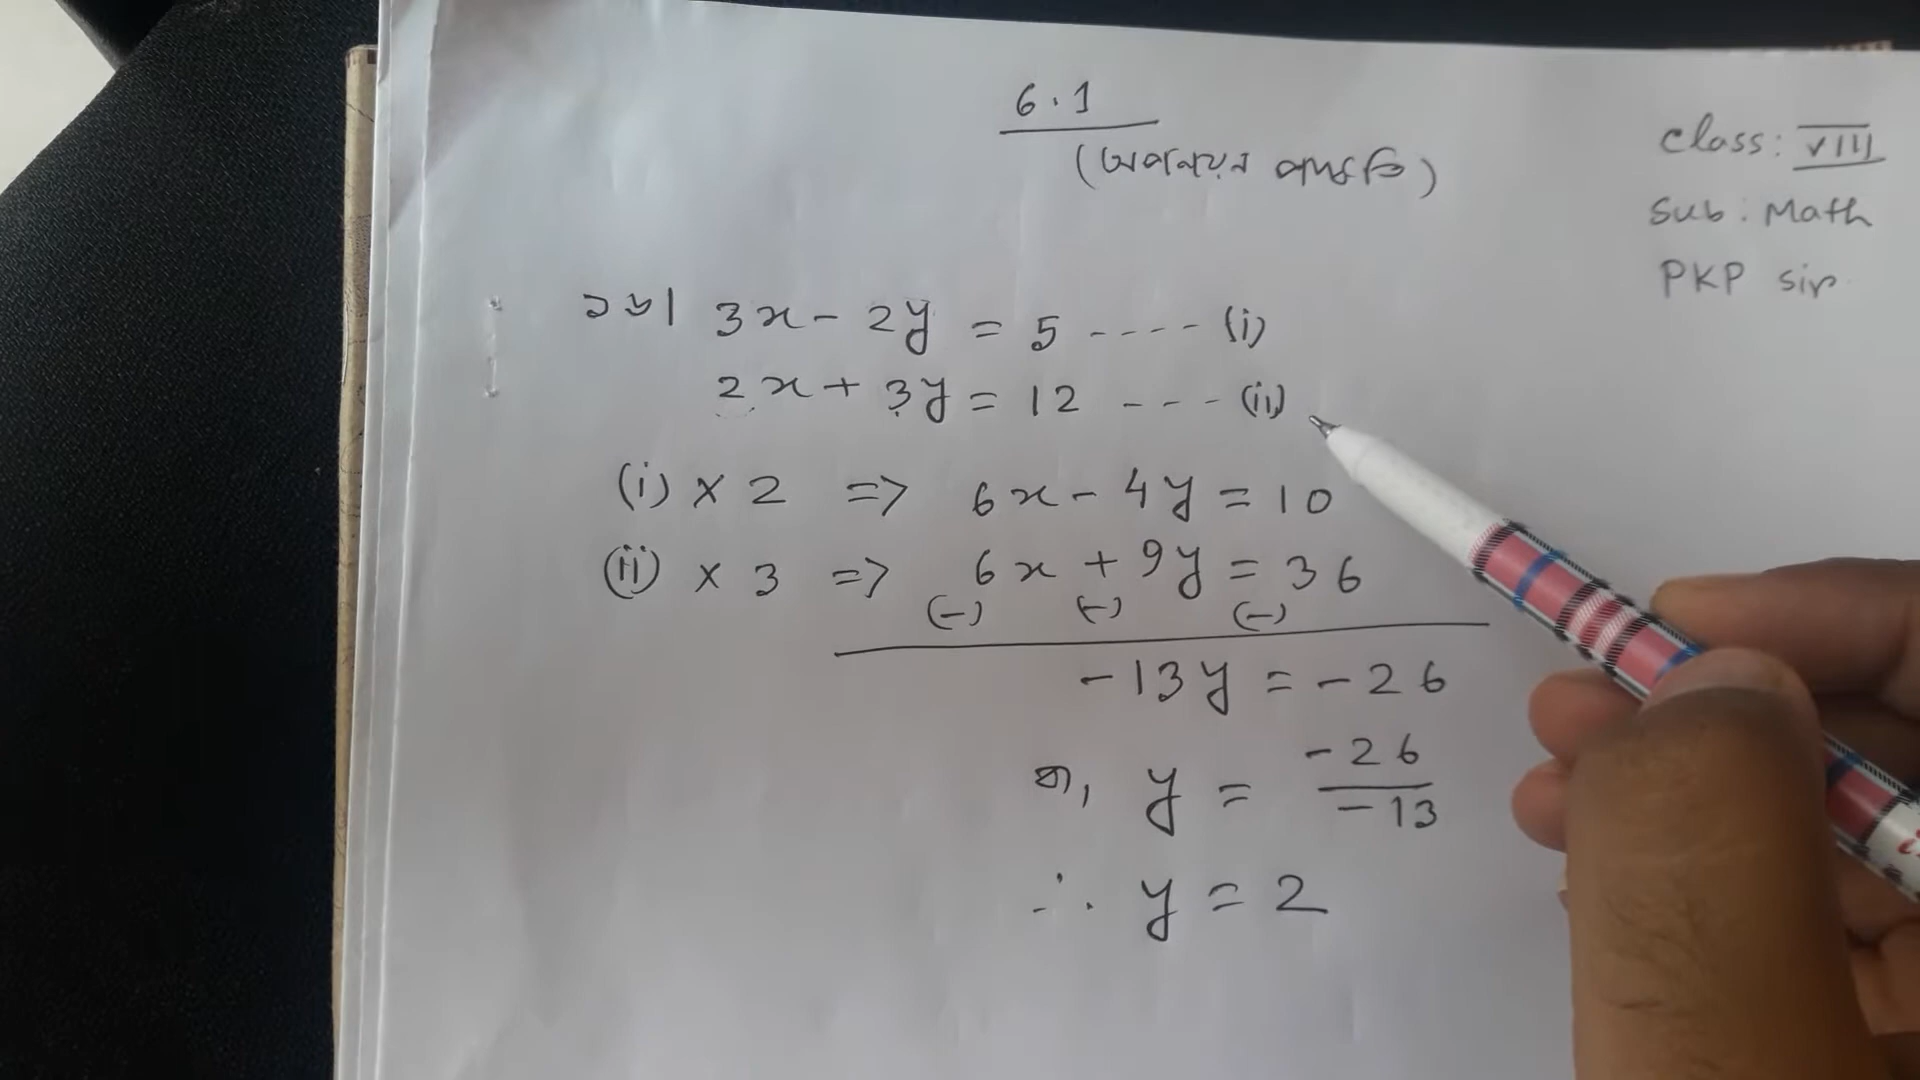 6.1
(অপনয়ন পদ্ধতি)
class: VIII
Sub: Math
PKP sir
১৬। 3x - 2y = 5 ---- (i)
2x + 3y = 12 --- (ii)
(i) × 2 => 6x - 4y = 10
(ii) × 3 => 6x + 9y = 36
(-) (-) (-)
-13y = -26
বা, y = -26/-13
∴ y = 2